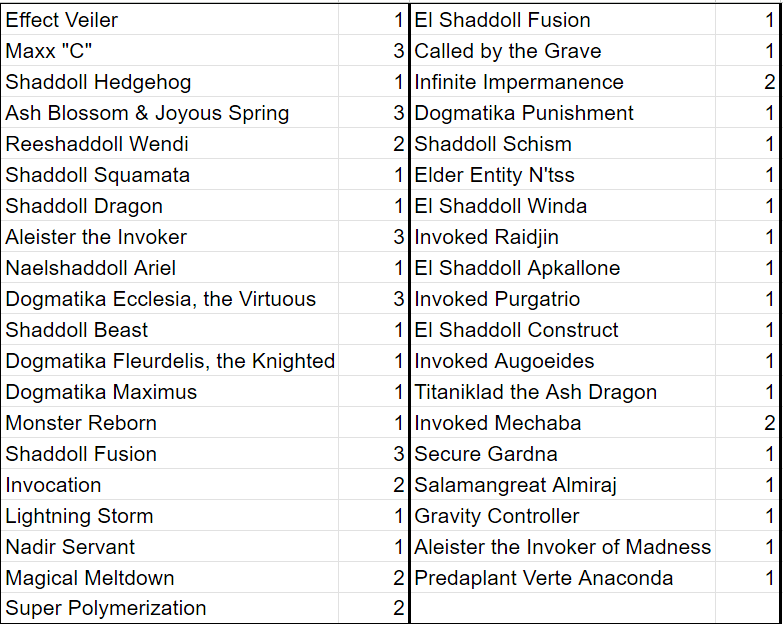 Effect Veiler 1 El Shaddoll Fusion 1
Maxx "C" 3 Called by the Grave 1
Shaddoll Hedgehog 1 Infinite Impermanence 2
Ash Blossom & Joyous Spring 3 Dogmatika Punishment 1
Reeshaddoll Wendi 2 Shaddoll Schism 1
Shaddoll Squamata 1 Elder Entity N'tss 1
Shaddoll Dragon 1 El Shaddoll Winda 1
Aleister the Invoker 3 Invoked Raidjin 1
Naelshaddoll Ariel 1 El Shaddoll Apkallone 1
Dogmatika Ecclesia, the Virtuous 3 Invoked Purgatrio 1
Shaddoll Beast 1 El Shaddoll Construct 1
Dogmatika Fleurdelis, the Knighted 1 Invoked Augoeides 1
Dogmatika Maximus 1 Titaniklad the Ash Dragon 1
Monster Reborn 1 Invoked Mechaba 2
Shaddoll Fusion 3 Secure Gardna 1
Invocation 2 Salamangreat Almiraj 1
Lightning Storm 1 Gravity Controller 1
Nadir Servant 1 Aleister the Invoker of Madness 1
Magical Meltdown 2 Predaplant Verte Anaconda 1
Super Polymerization 2